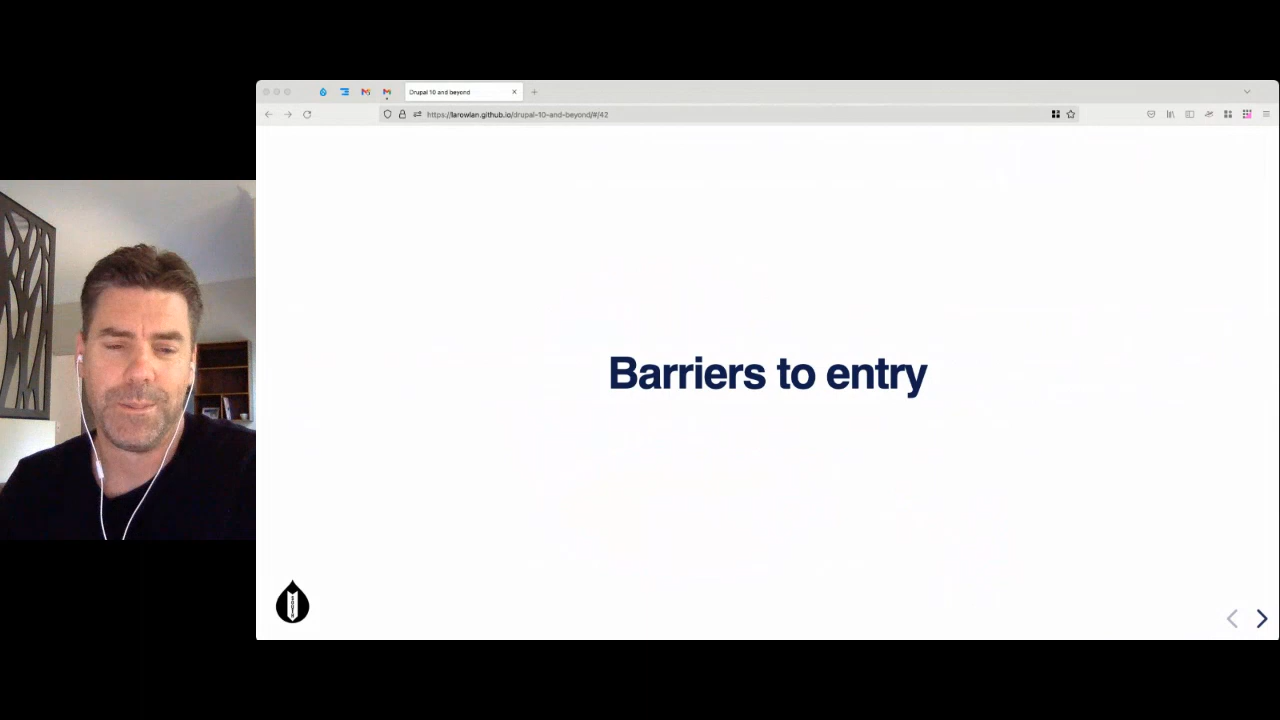 Drupal 10 and beyond
https://larowlan.github.io/drupal-10-and-beyond/#/42
Barriers to entry